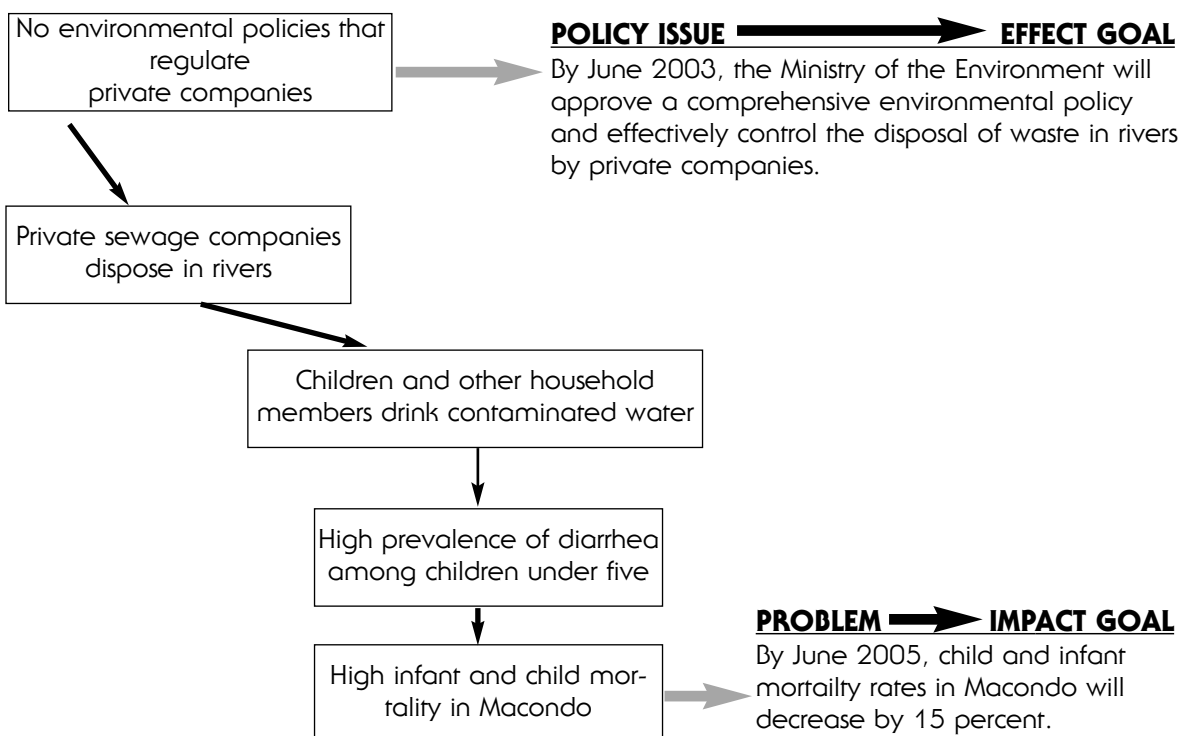 No environmental policies that
regulate
private companies
POLICY ISSUE EFFECT GOAL
By June 2003, the Ministry of the Environment will
approve a comprehensive environmental policy
and effectively control the disposal of waste in rivers
by private companies.
Private sewage companies
dispose in rivers
Children and other household
members drink contaminated water
High prevalence of diarrhea
among children under five
High infant and child mor-
tality in Macondo
PROBLEM IMPACT GOAL
By June 2005, child and infant
mortailty rates in Macondo will
decrease by 15 percent.